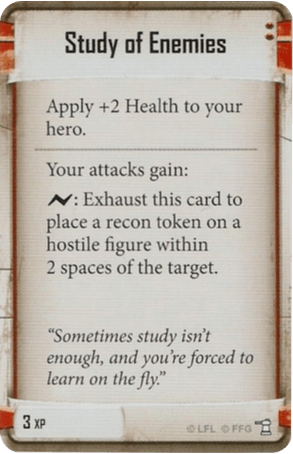 Study of Enemies
Apply +2 Health to your
hero.
Your attacks gain:
: Exhaust this card to
place a recon token on a
hostile figure within
2 spaces of the target.
“Sometimes study isn’t
enough, and you’re forced to
learn on the fly.”
3 XP
© LFL © FFG